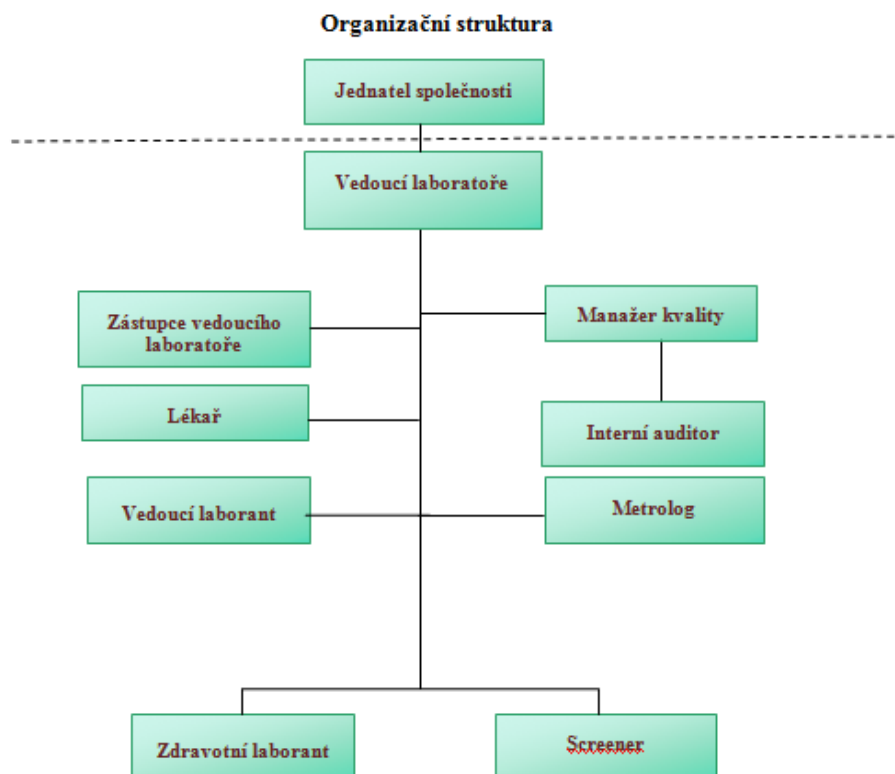 Organizační struktura
Jednatel společnosti
Vedoucí laboratoře
Zástupce vedoucího
laboratoře
Manažer kvality
Lékař
Interní auditor
Vedoucí laborant
Metrolog
Zdravotní laborant
Screener